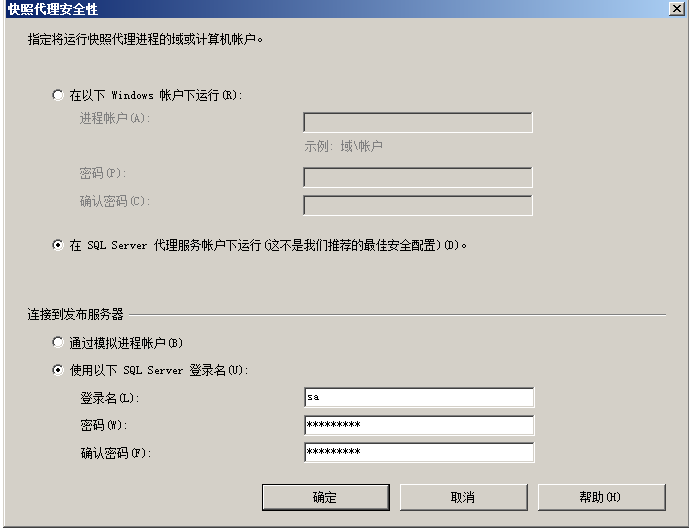 快照代理安全性
指定将运行快照代理进程的域或计算机帐户。
在以下 Windows 帐户下运行(R):
进程帐户(A):
示例: 域\帐户
密码(P):
确认密码(C):
在 SQL Server 代理服务帐户下运行(这不是我们推荐的最佳安全配置)(D)。
连接到发布服务器
通过模拟进程帐户(B)
使用以下 SQL Server 登录名(U):
登录名(L): sa
密码(W): *********
确认密码(F): *********
确定 取消 帮助(H)